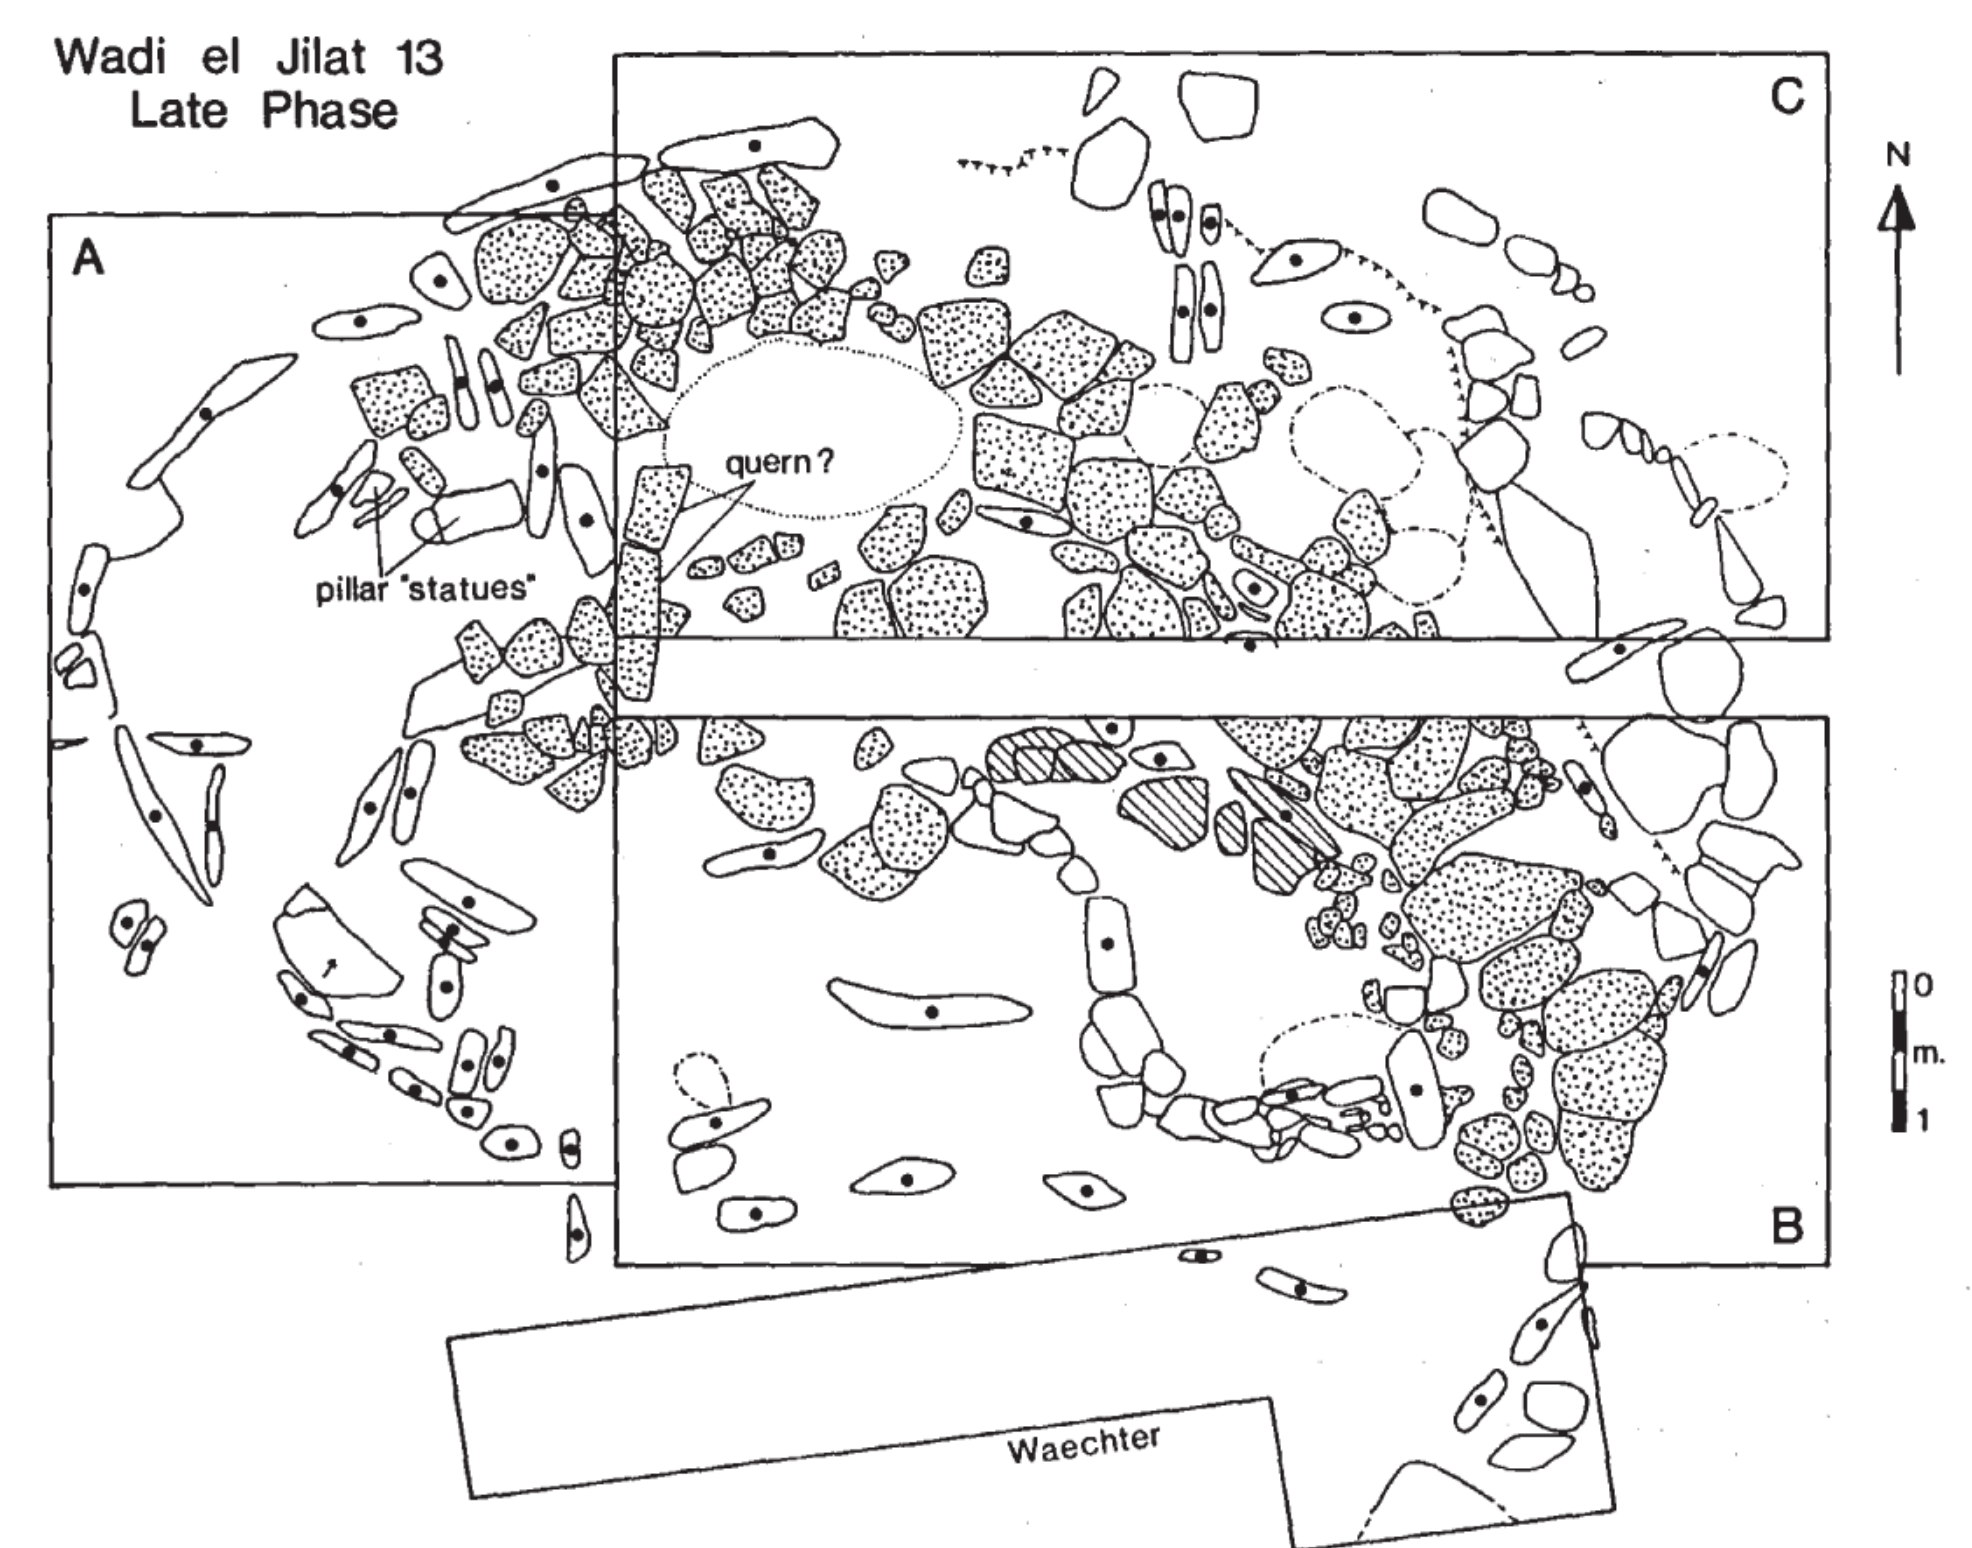 Wadi el Jilat 13
Late Phase
C
N
A
quern?
pillar "statues"
0
m.
1
B
Waechter